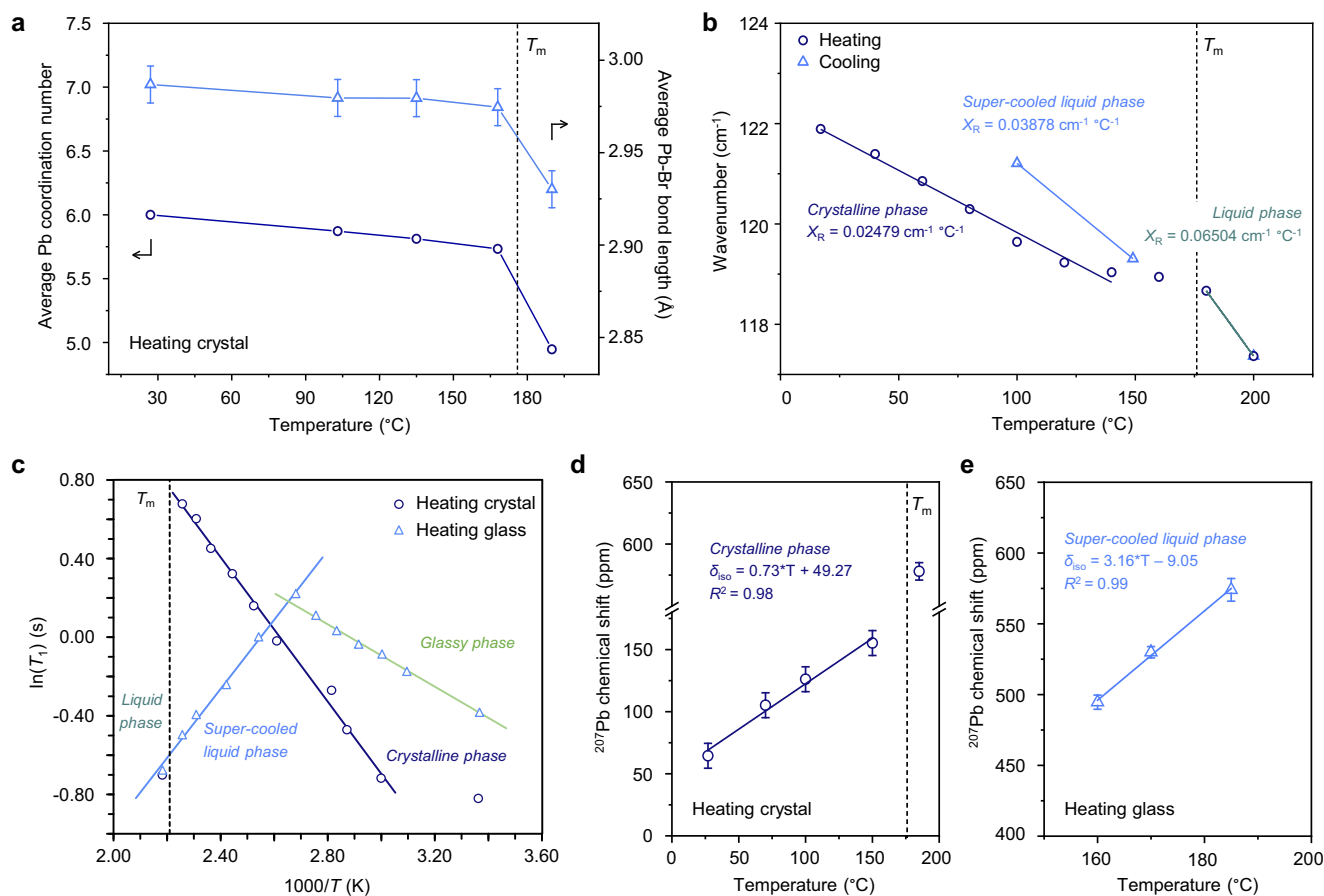 a
7.5
7.0
6.5
6.0
5.5
5.0
Average Pb coordination number
30
60
90
120
150
180
Temperature (°C)
3.00
2.95
2.90
2.85
Average Pb-Br bond length (Å)
Tm
Heating crystal
b
124
122
120
118
Wavenumber (cm-1)
0
50
100
150
200
Temperature (°C)
Heating
Cooling
Tm
Super-cooled liquid phase
XR = 0.03878 cm-1 °C-1
Crystalline phase
XR = 0.02479 cm-1 °C-1
Liquid phase
XR = 0.06504 cm-1 °C-1
c
0.80
0.40
0.00
-0.40
-0.80
ln(T1) (s)
2.00
2.40
2.80
3.20
3.60
1000/T (K)
Tm
Heating crystal
Heating glass
Glassy phase
Liquid
phase
Super-cooled
liquid phase
Crystalline phase
d
650
600
150
100
50
0
207Pb chemical shift (ppm)
0
50
100
150
200
Temperature (°C)
Tm
Crystalline phase
δiso = 0.73*T + 49.27
R2 = 0.98
Heating crystal
e
650
600
550
500
450
400
207Pb chemical shift (ppm)
160
180
200
Temperature (°C)
Super-cooled liquid phase
δiso = 3.16*T – 9.05
R2 = 0.99
Heating glass